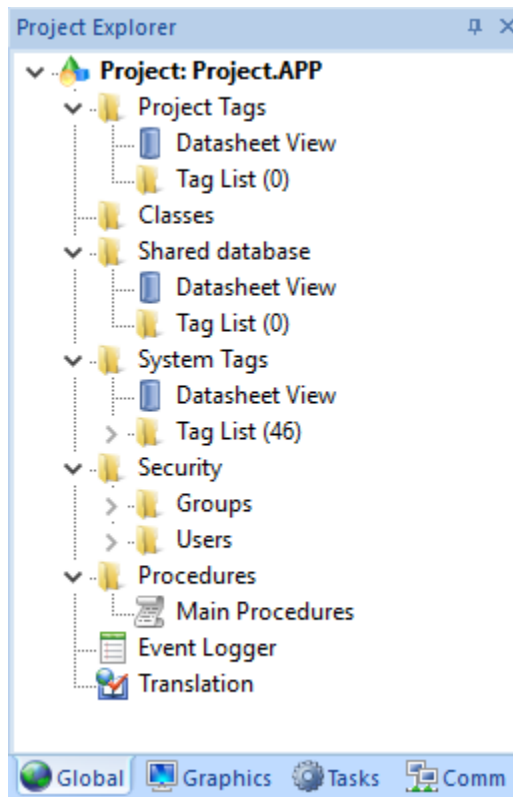 Project Explorer
Project: Project.APP
Project Tags
Datasheet View
Tag List (0)
Classes
Shared database
Datasheet View
Tag List (0)
System Tags
Datasheet View
Tag List (46)
Security
Groups
Users
Procedures
Main Procedures
Event Logger
Translation
Global Graphics Tasks Comm